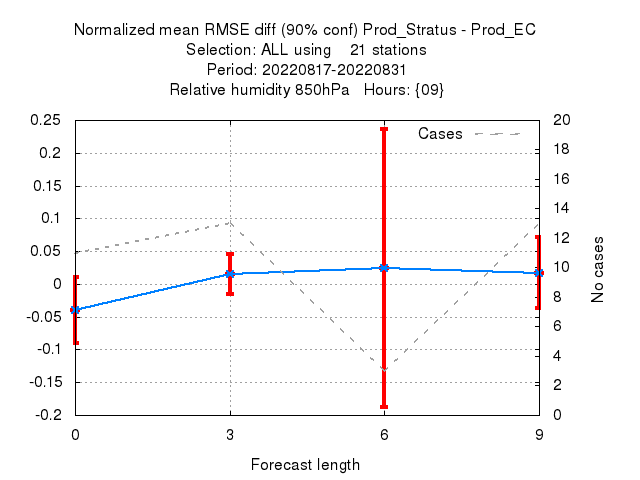 Normalized mean RMSE diff (90% conf) Prod_Stratus - Prod_EC
Selection: ALL using 21 stations
Period: 20220817-20220831
Relative humidity 850hPa Hours: {09}
Cases
0.25
0.2
0.15
0.1
0.05
0
-0.05
-0.1
-0.15
-0.2
20
18
16
14
12
10
8
6
4
2
0
No cases
0 3 6 9
Forecast length